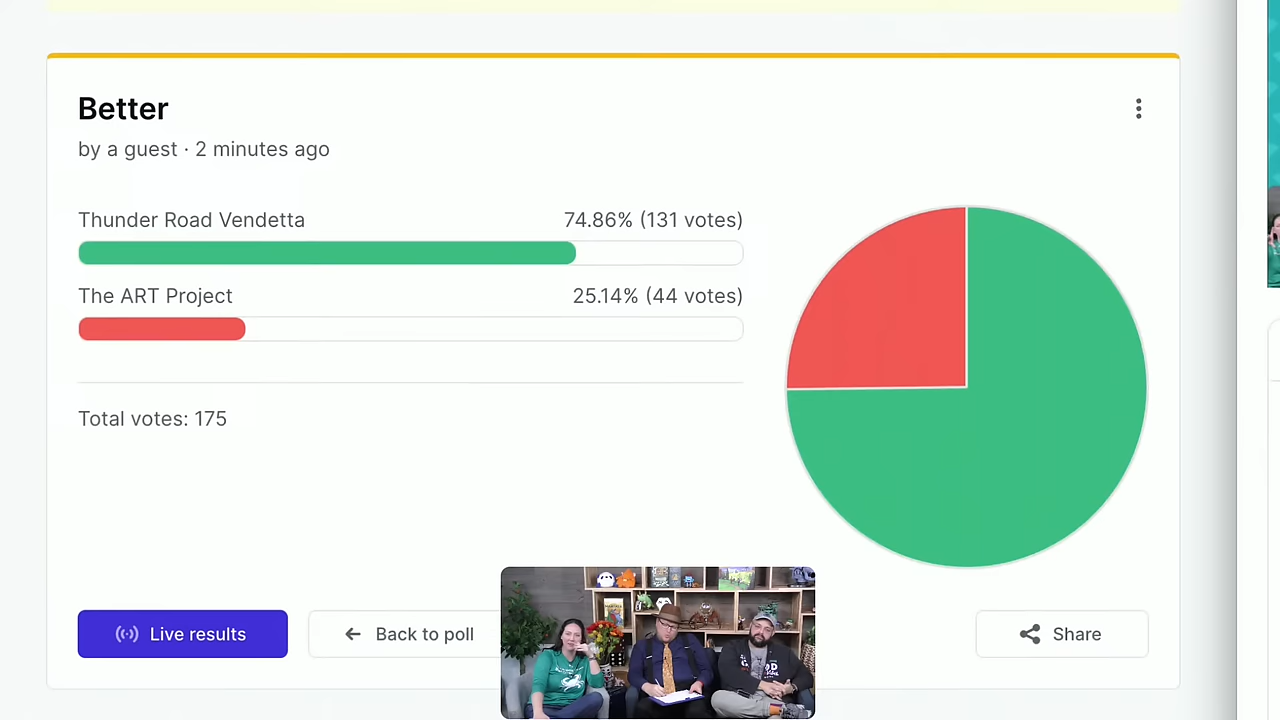 Better
by a guest · 2 minutes ago
Thunder Road Vendetta 74.86% (131 votes)
The ART Project 25.14% (44 votes)
Total votes: 175
Live results
Back to poll
Share